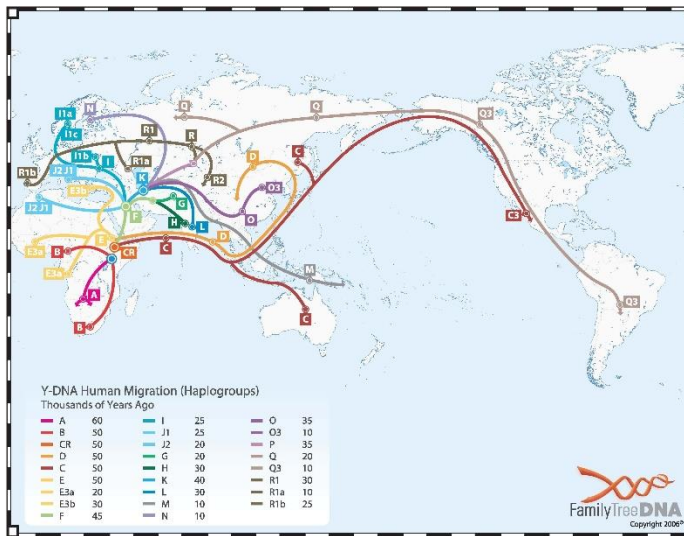 I1a
N
Q
Q
Q3
I1c
R1
R
I1b
I
C
J2 J1
R1a
D
R1b
K
R2
E3b
O3
J2 J1
G
F
O
C3
H
L
E
D
E3a
B
CR
C
E3a
M
A
Q3
C
B
Y-DNA Human Migration (Haplogroups)
Thousands of Years Ago
A 60 I 25 O 35
B 50 J1 25 O3 10
CR 50 J2 20 P 35
D 50 G 20 Q 20
C 50 H 30 Q3 10
E 50 K 40 R1 30
E3a 20 L 30 R1a 10
E3b 30 M 10 R1b 25
F 45 N 10
FamilyTreeDNA
Copyright 2006